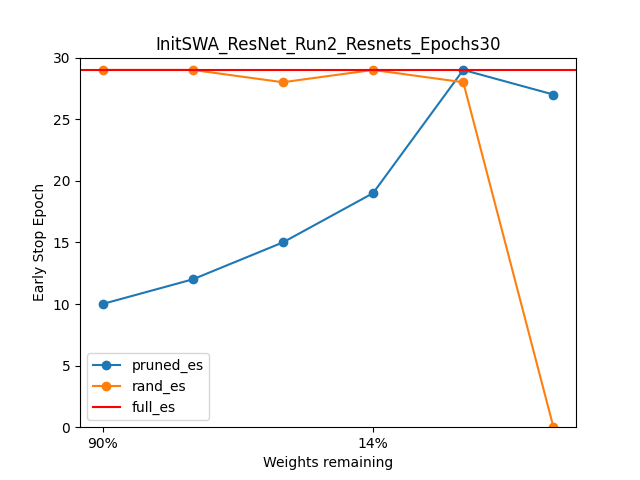 InitSWA_ResNet_Run2_Resnets_Epochs30
30
25
20
15
10
5
0
Early Stop Epoch
pruned_es
rand_es
full_es
90%
14%
Weights remaining